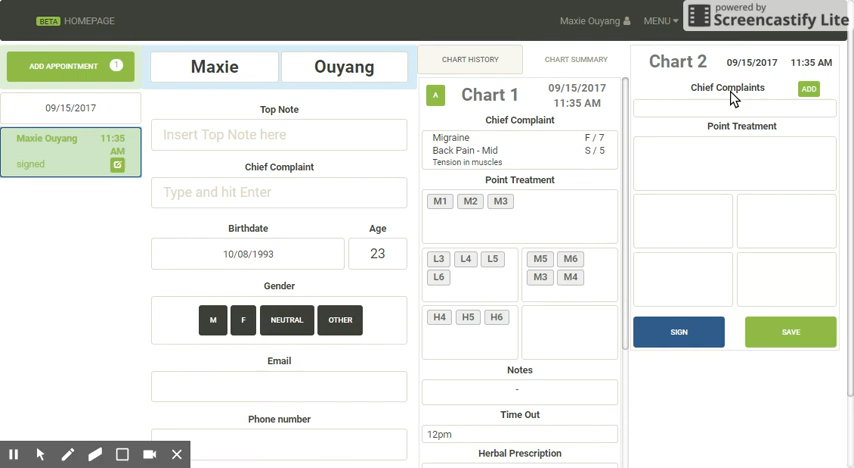 BETA HOMEPAGE
Maxie Ouyang MENU
powered by
Screencastify Lite
ADD APPOINTMENT 1
09/15/2017
Maxie Ouyang 11:35 AM
signed
Maxie Ouyang
Top Note
Insert Top Note here
Chief Complaint
Type and hit Enter
Birthdate Age
10/08/1993 23
Gender
M F NEUTRAL OTHER
Email
Phone number
CHART HISTORY CHART SUMMARY
A Chart 1 09/15/2017
11:35 AM
Chief Complaint
Migraine F / 7
Back Pain - Mid S / 5
Tension in muscles
Point Treatment
M1 M2 M3
L3 L4 L5
L6
M5 M6
M3 M4
H4 H5 H6
Notes
-
Time Out
12pm
Herbal Prescription
Chart 2 09/15/2017 11:35 AM
Chief Complaints ADD
Point Treatment
SIGN SAVE